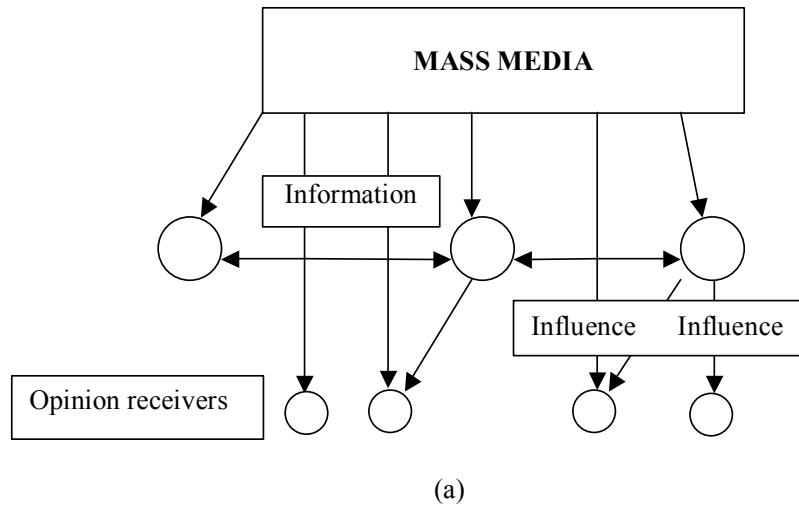 MASS MEDIA
Information
Influence Influence
Opinion receivers
(a)